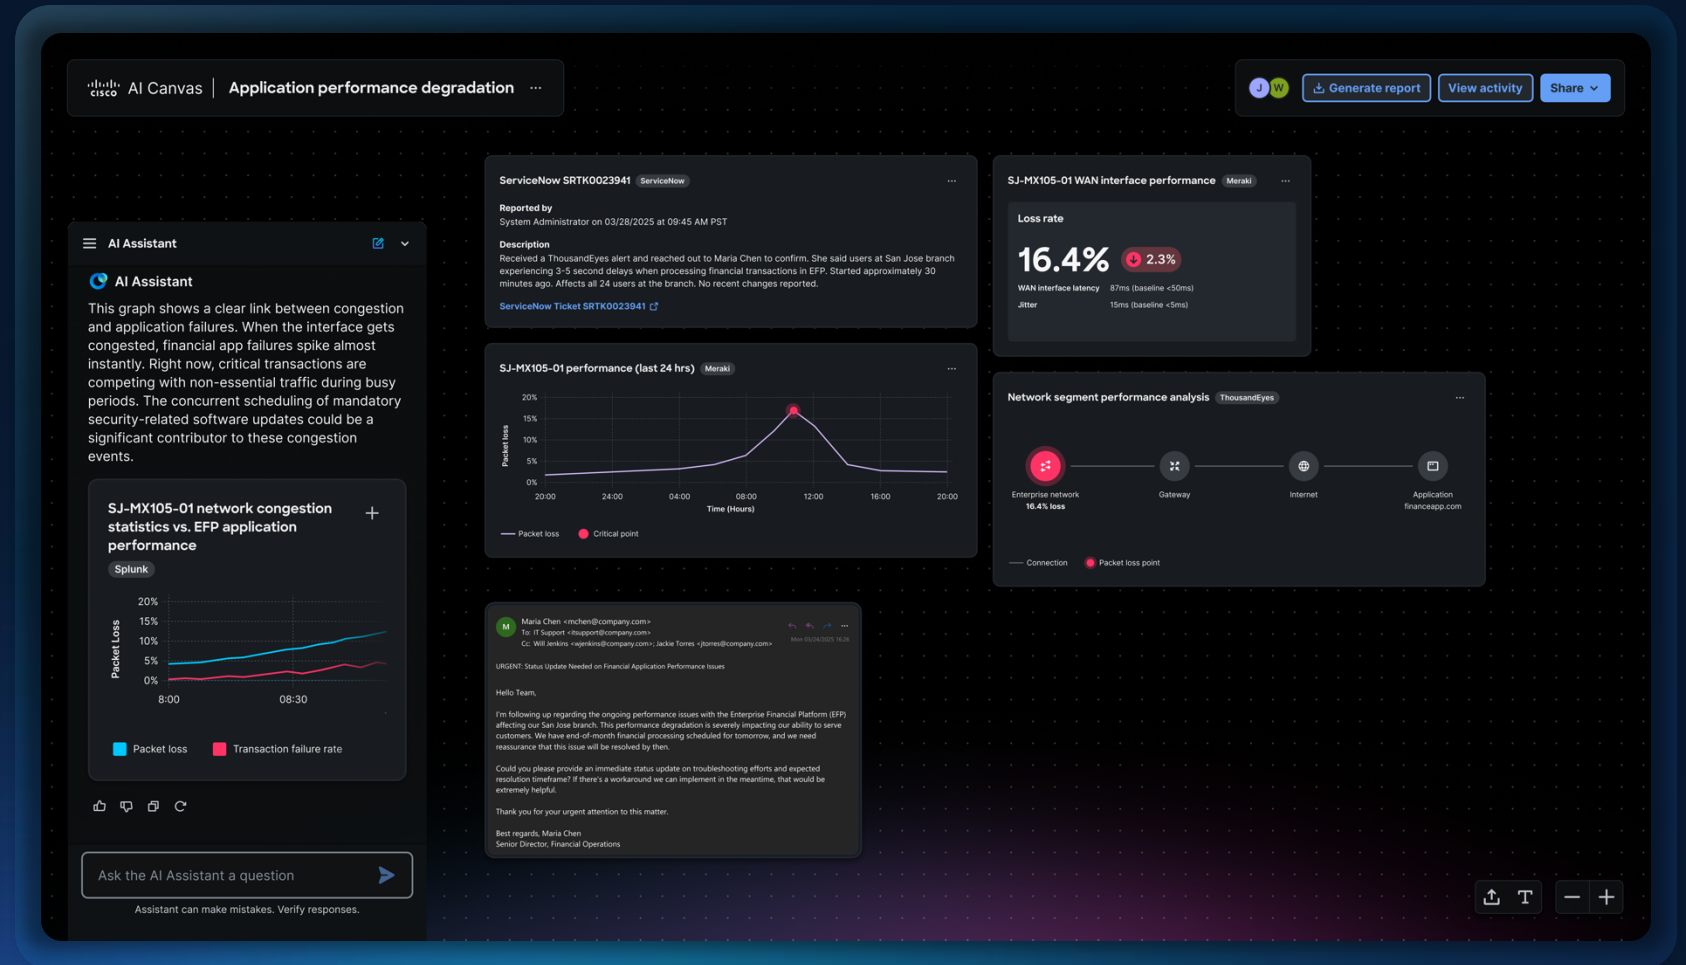 CISCO
AI Canvas
Application performance degradation
J W
Generate report
View activity
Share
AI Assistant
AI Assistant
This graph shows a clear link between congestion
and application failures. When the interface gets
congested, financial app failures spike almost
instantly. Right now, critical transactions are
competing with non-essential traffic during busy
periods. The concurrent scheduling of mandatory
security-related software updates could be a
significant contributor to these congestion
events.
SJ-MX105-01 network congestion
statistics vs. EFP application
performance
Splunk
20%
15%
10%
5%
0%
Packet Loss
8:00
08:30
Packet loss
Transaction failure rate
Ask the AI Assistant a question
Assistant can make mistakes. Verify responses.
ServiceNow SRTK0023941
ServiceNow
Reported by
System Administrator on 03/28/2025 at 09:45 AM PST
Description
Received a ThousandEyes alert and reached out to Maria Chen to confirm. She said users at San Jose branch
experiencing 3-5 second delays when processing financial transactions in EFP. Started approximately 30
minutes ago. Affects all 24 users at the branch. No recent changes reported.
ServiceNow Ticket SRTK0023941
SJ-MX105-01 performance (last 24 hrs)
Meraki
20%
15%
10%
5%
0%
Packet loss
20:00
24:00
04:00
08:00
12:00
16:00
20:00
Time (Hours)
Packet loss
Critical point
M
Maria Chen <mchen@company.com>
To: IT Support <itsupport@company.com>
Cc: Will Jenkins <wjenkins@company.com>; Jackie Torres <jtorres@company.com>
Mon 03/24/2025 16:26
URGENT: Status Update Needed on Financial Application Performance Issues
Hello Team,
I'm following up regarding the ongoing performance issues with the Enterprise Financial Platform (EFP)
affecting our San Jose branch. This performance degradation is severely impacting our ability to serve
customers. We have end-of-month financial processing scheduled for tomorrow, and we need
reassurance that this issue will be resolved by then.
Could you please provide an immediate status update on troubleshooting efforts and expected
resolution timeframe? If there's a workaround we can implement in the meantime, that would be
extremely helpful.
Thank you for your urgent attention to this matter.
Best regards, Maria Chen
Senior Director, Financial Operations
SJ-MX105-01 WAN interface performance
Meraki
Loss rate
16.4%
2.3%
WAN interface latency 87ms (baseline <50ms)
Jitter 15ms (baseline <5ms)
Network segment performance analysis
ThousandEyes
Enterprise network
16.4% loss
Gateway
Internet
Application
financeapp.com
Connection
Packet loss point
T